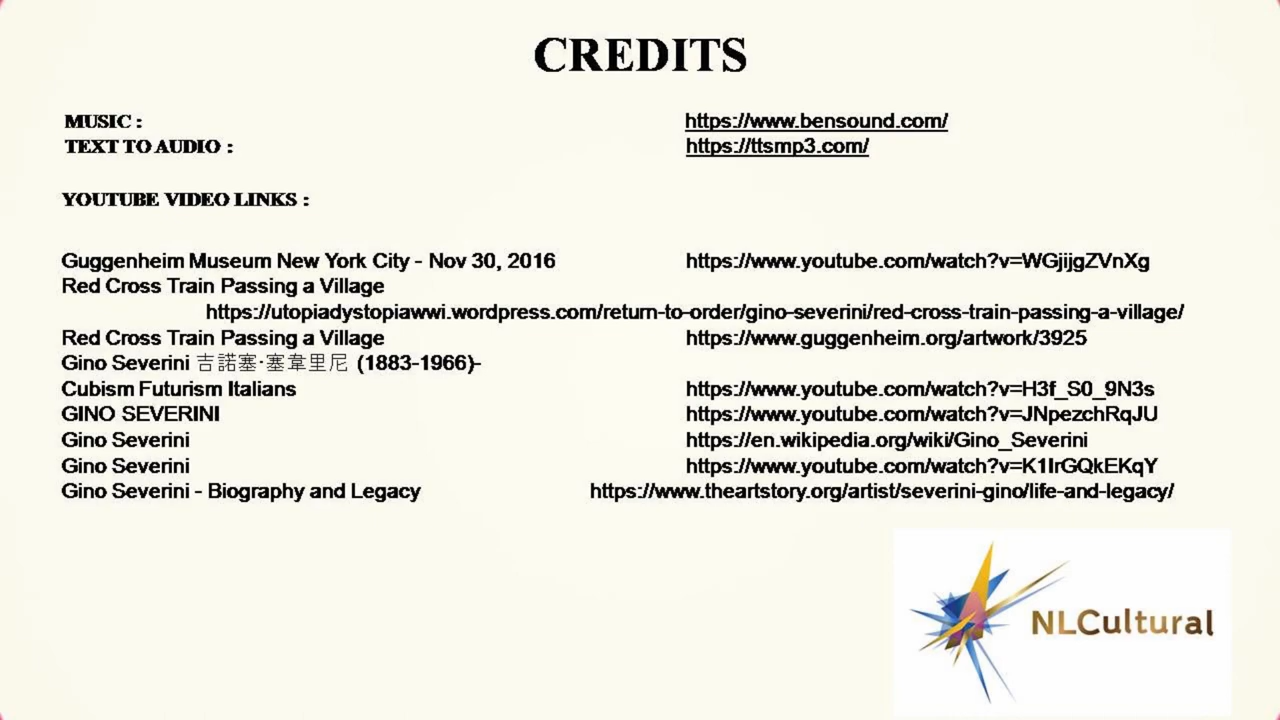 CREDITS
MUSIC : https://www.bensound.com/
TEXT TO AUDIO : https://ttsmp3.com/
YOUTUBE VIDEO LINKS :
Guggenheim Museum New York City - Nov 30, 2016 https://www.youtube.com/watch?v=WGjijgZVnXg
Red Cross Train Passing a Village
https://utopiadystopiawwi.wordpress.com/return-to-order/gino-severini/red-cross-train-passing-a-village/
Red Cross Train Passing a Village https://www.guggenheim.org/artwork/3925
Gino Severini 吉諾塞·塞韋里尼 (1883-1966)-
Cubism Futurism Italians https://www.youtube.com/watch?v=H3f_S0_9N3s
GINO SEVERINI https://www.youtube.com/watch?v=JNpezchRqJU
Gino Severini https://en.wikipedia.org/wiki/Gino_Severini
Gino Severini https://www.youtube.com/watch?v=K1IrGQkEKqY
Gino Severini - Biography and Legacy https://www.theartstory.org/artist/severini-gino/life-and-legacy/
NLCultural